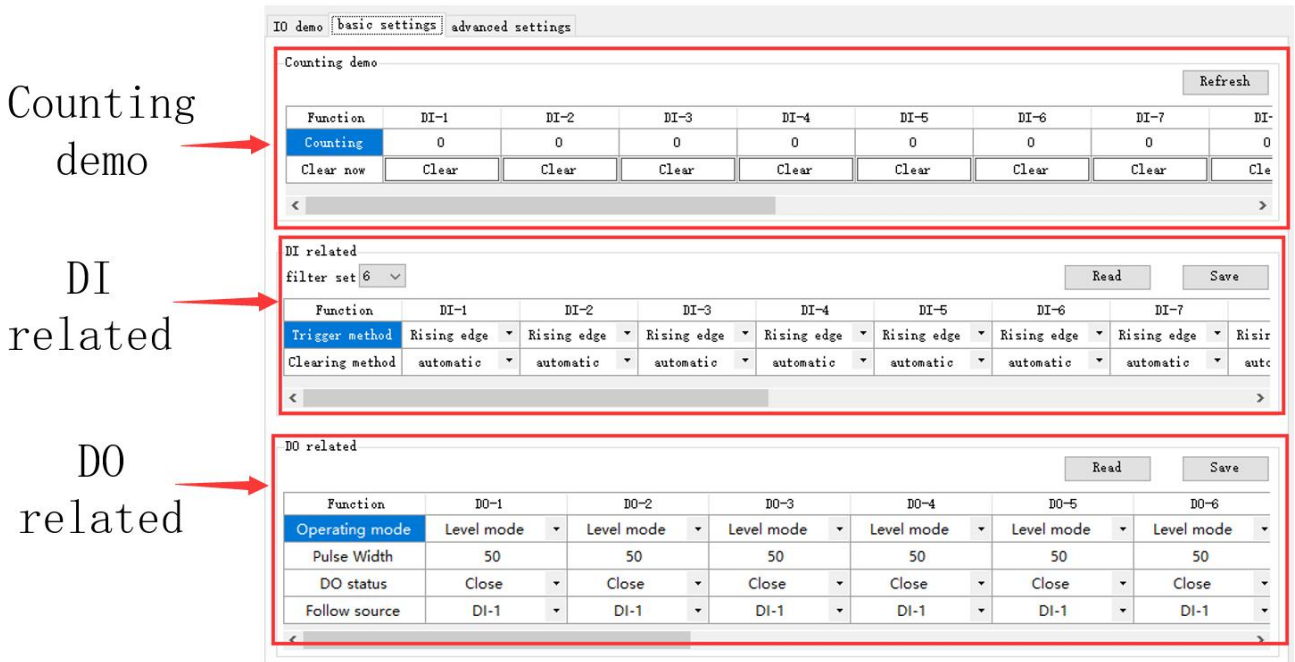 IO demo basic settings advanced settings
Counting demo
Counting demo
Refresh
Function DI-1 DI-2 DI-3 DI-4 DI-5 DI-6 DI-7 DI-
Counting 0 0 0 0 0 0 0 0
Clear now Clear Clear Clear Clear Clear Clear Clear Cle
DI related
DI related
filter set 6 Read Save
Function DI-1 DI-2 DI-3 DI-4 DI-5 DI-6 DI-7
Trigger method Rising edge Rising edge Rising edge Rising edge Rising edge Rising edge Rising edge Risir
Clearing method automatic automatic automatic automatic automatic automatic automatic autc
DO related
DO related
Read Save
Function DO-1 DO-2 DO-3 DO-4 DO-5 DO-6
Operating mode Level mode Level mode Level mode Level mode Level mode Level mode
Pulse Width 50 50 50 50 50 50
DO status Close Close Close Close Close Close
Follow source DI-1 DI-1 DI-1 DI-1 DI-1 DI-1